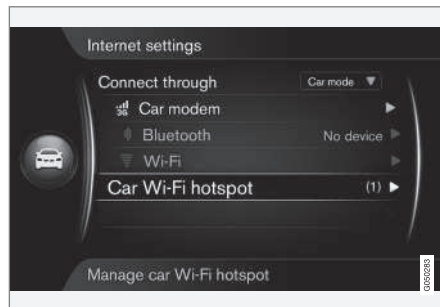 Internet settings
Connect through Car mode
3G Car modem
Bluetooth No device
Wi-Fi
Car Wi-Fi hotspot (1)
Manage car Wi-Fi hotspot
G050283